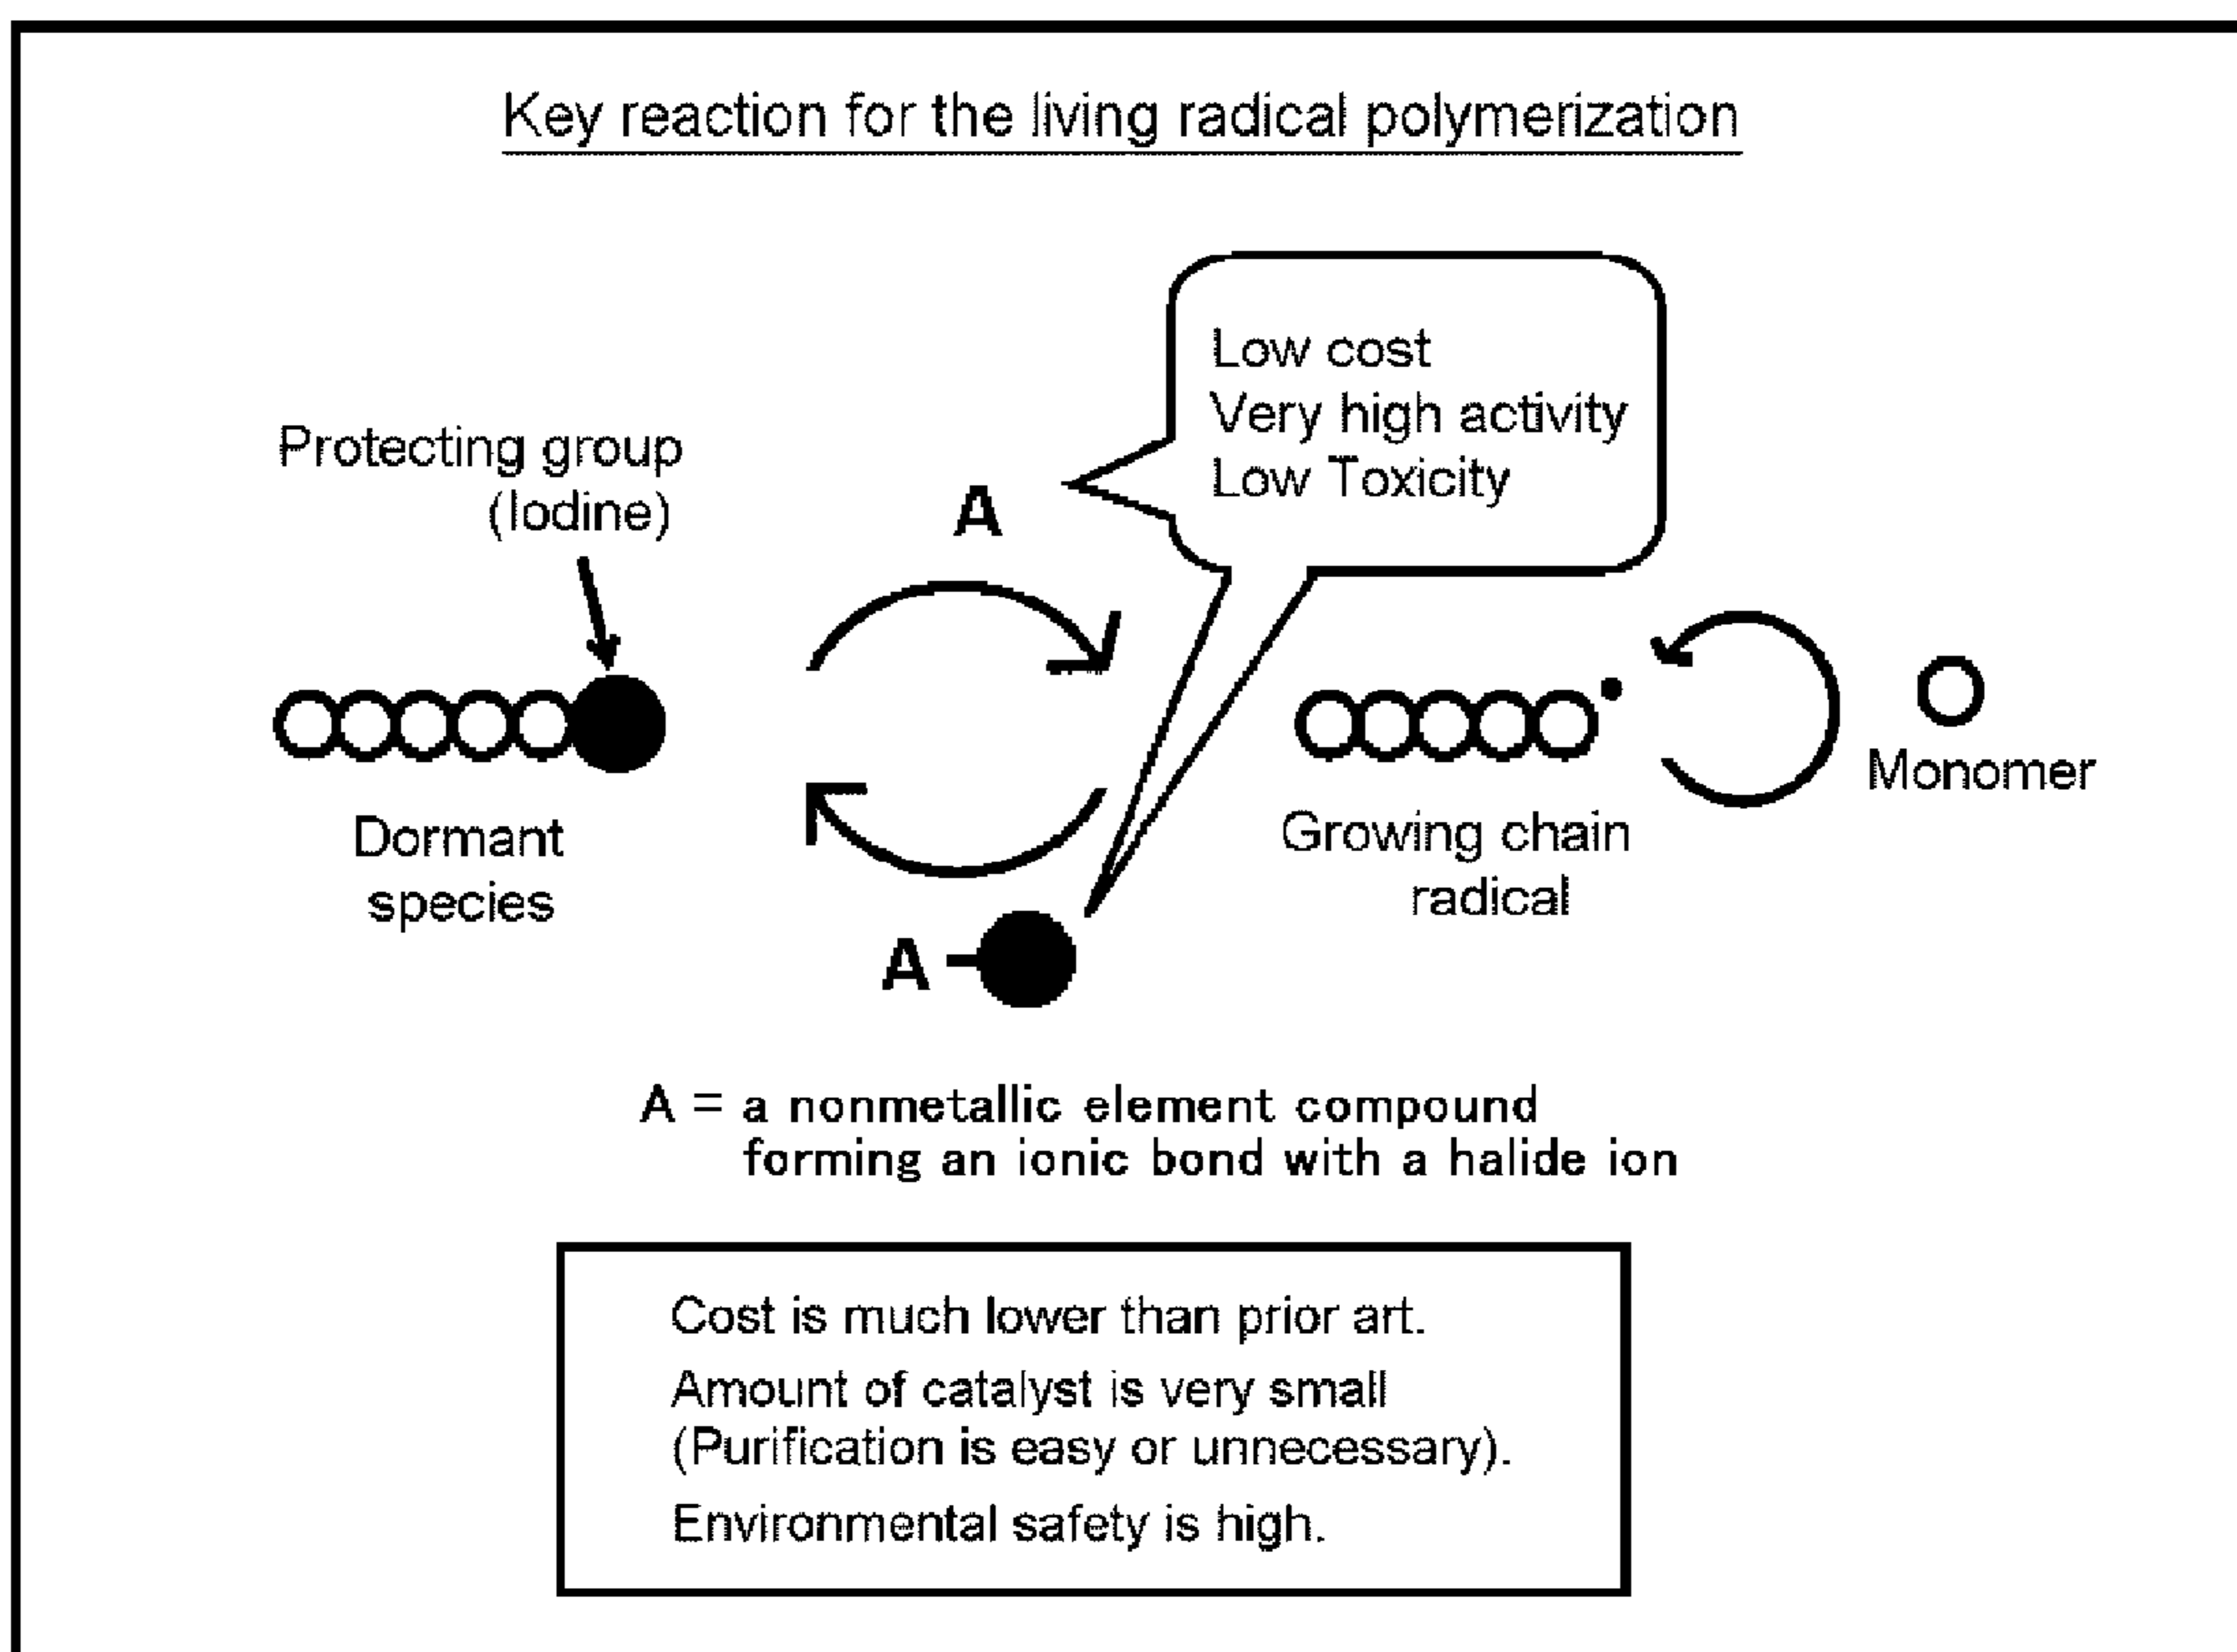 Key reaction for the living radical polymerization
Low cost
Very high activity
Low Toxicity
Protecting group
(Iodine)
A
Monomer
Dormant
species
Growing chain
radical
A
A = a nonmetallic element compound
forming an ionic bond with a halide ion
Cost is much lower than prior art.
Amount of catalyst is very small
(Purification is easy or unnecessary).
Environmental safety is high.